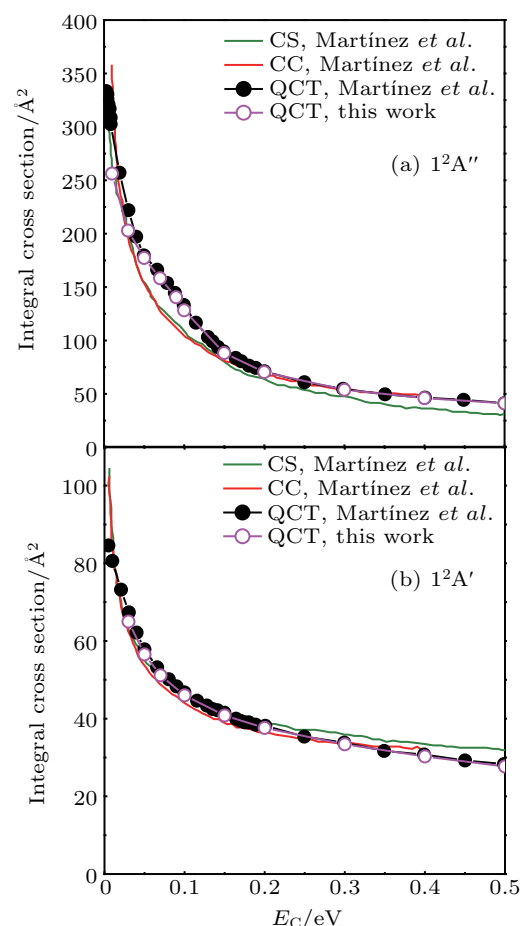 400
350
300
250
200
150
100
50
0
Integral cross section/Å²
CS, Martínez et al.
CC, Martínez et al.
QCT, Martínez et al.
QCT, this work
(a) 1²A′′
100
80
60
40
20
0
Integral cross section/Å²
CS, Martínez et al.
CC, Martínez et al.
QCT, Martínez et al.
QCT, this work
(b) 1²A′
0 0.1 0.2 0.3 0.4 0.5
E_C/eV